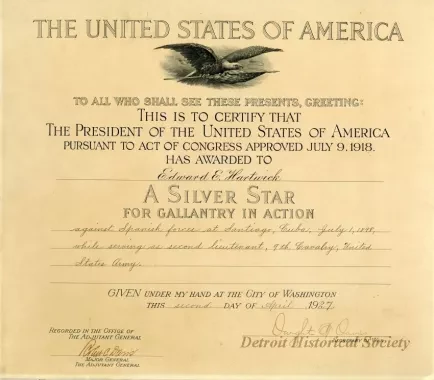 THE UNITED STATES OF AMERICA
TO ALL WHO SHALL SEE THESE PRESENTS, GREETING:
THIS IS TO CERTIFY THAT
THE PRESIDENT OF THE UNITED STATES OF AMERICA
PURSUANT TO ACT OF CONGRESS APPROVED JULY 9, 1918,
HAS AWARDED TO
Edward E. Hartwick
A SILVER STAR
FOR GALLANTRY IN ACTION
against Spanish forces at Santiago, Cuba, July 1, 1898,
while serving as second lieutenant, 9th Cavalry, United
States Army.
GIVEN UNDER MY HAND AT THE CITY OF WASHINGTON
THIS second DAY OF April 1927
RECORDED IN THE OFFICE OF
THE ADJUTANT GENERAL
MAJOR GENERAL
THE ADJUTANT GENERAL
Dwight
Detroit Historical Society